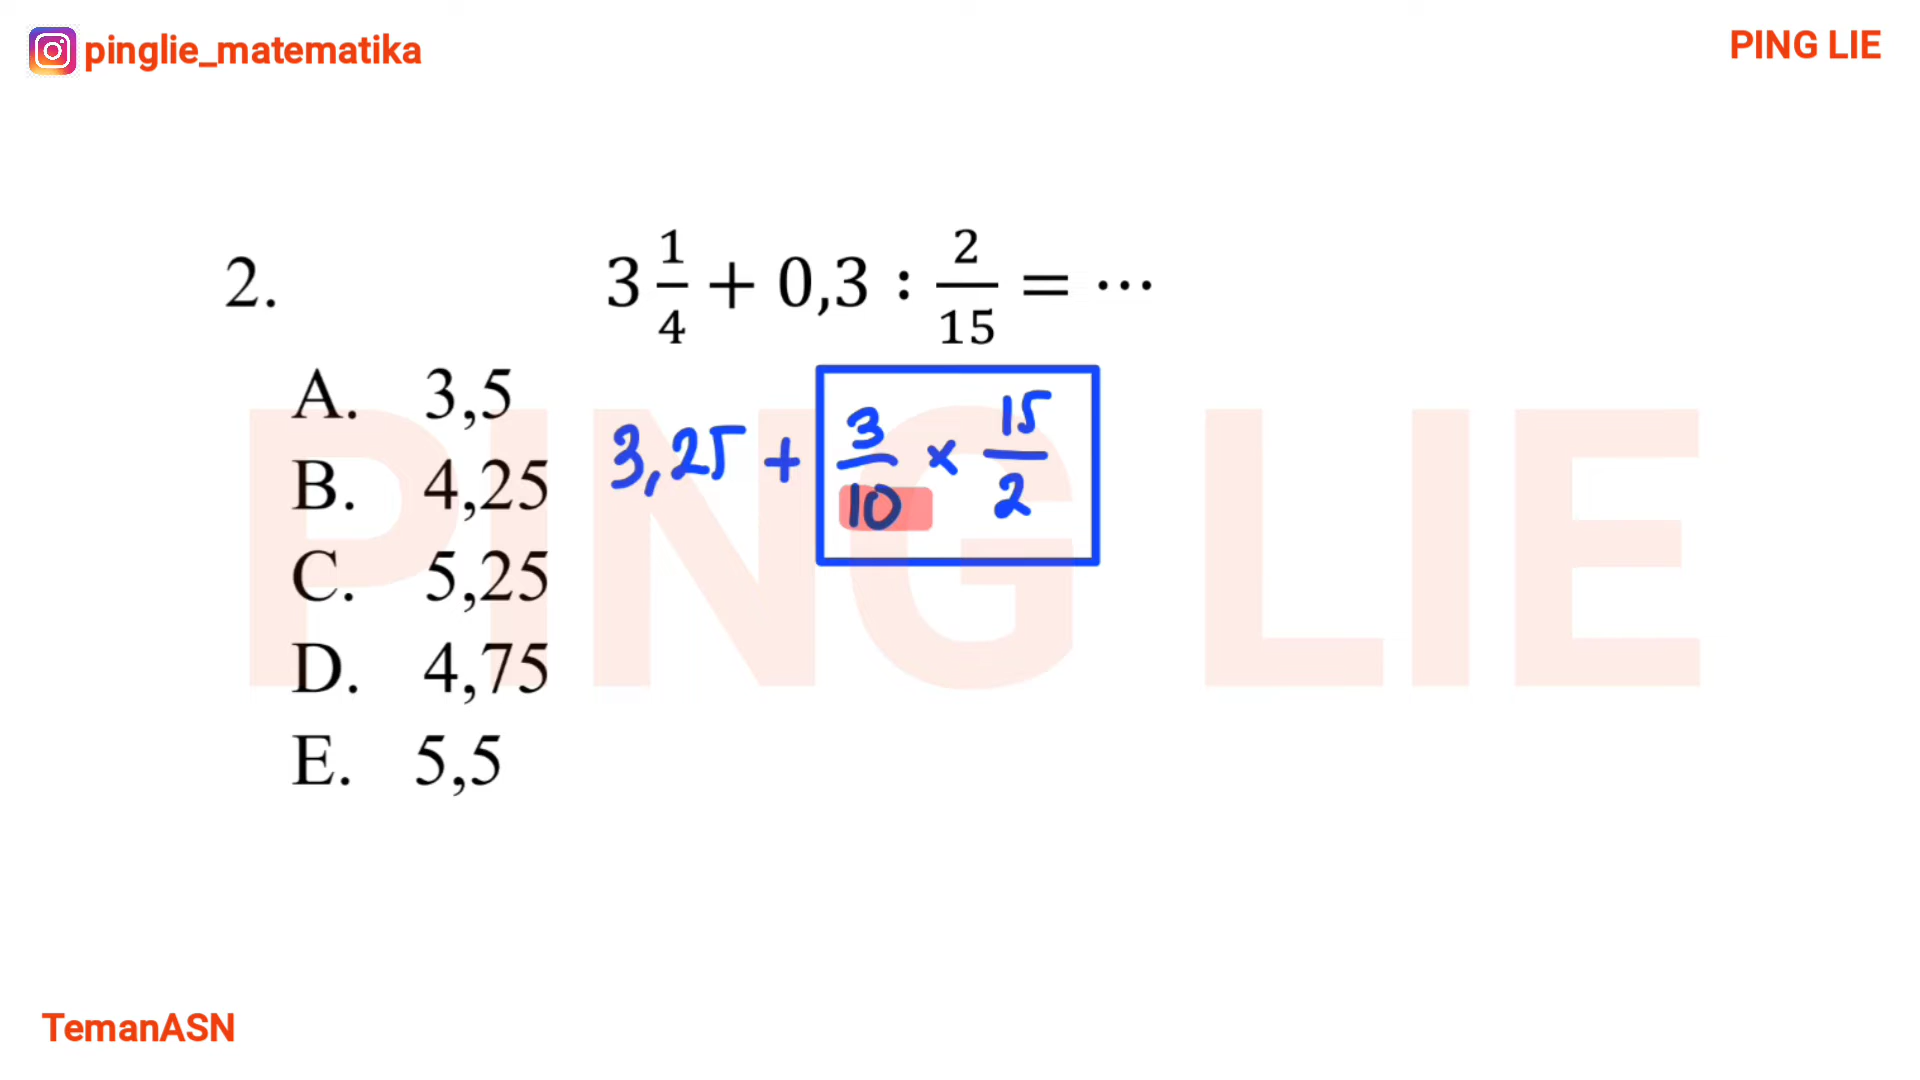 pinglie_matematika
PING LIE
2. 3 1/4 + 0,3 : 2/15 = ⋯
A. 3,5
3,25 + 3/10 × 15/2
B. 4,25
C. 5,25
D. 4,75
E. 5,5
PING LIE
TemanASN